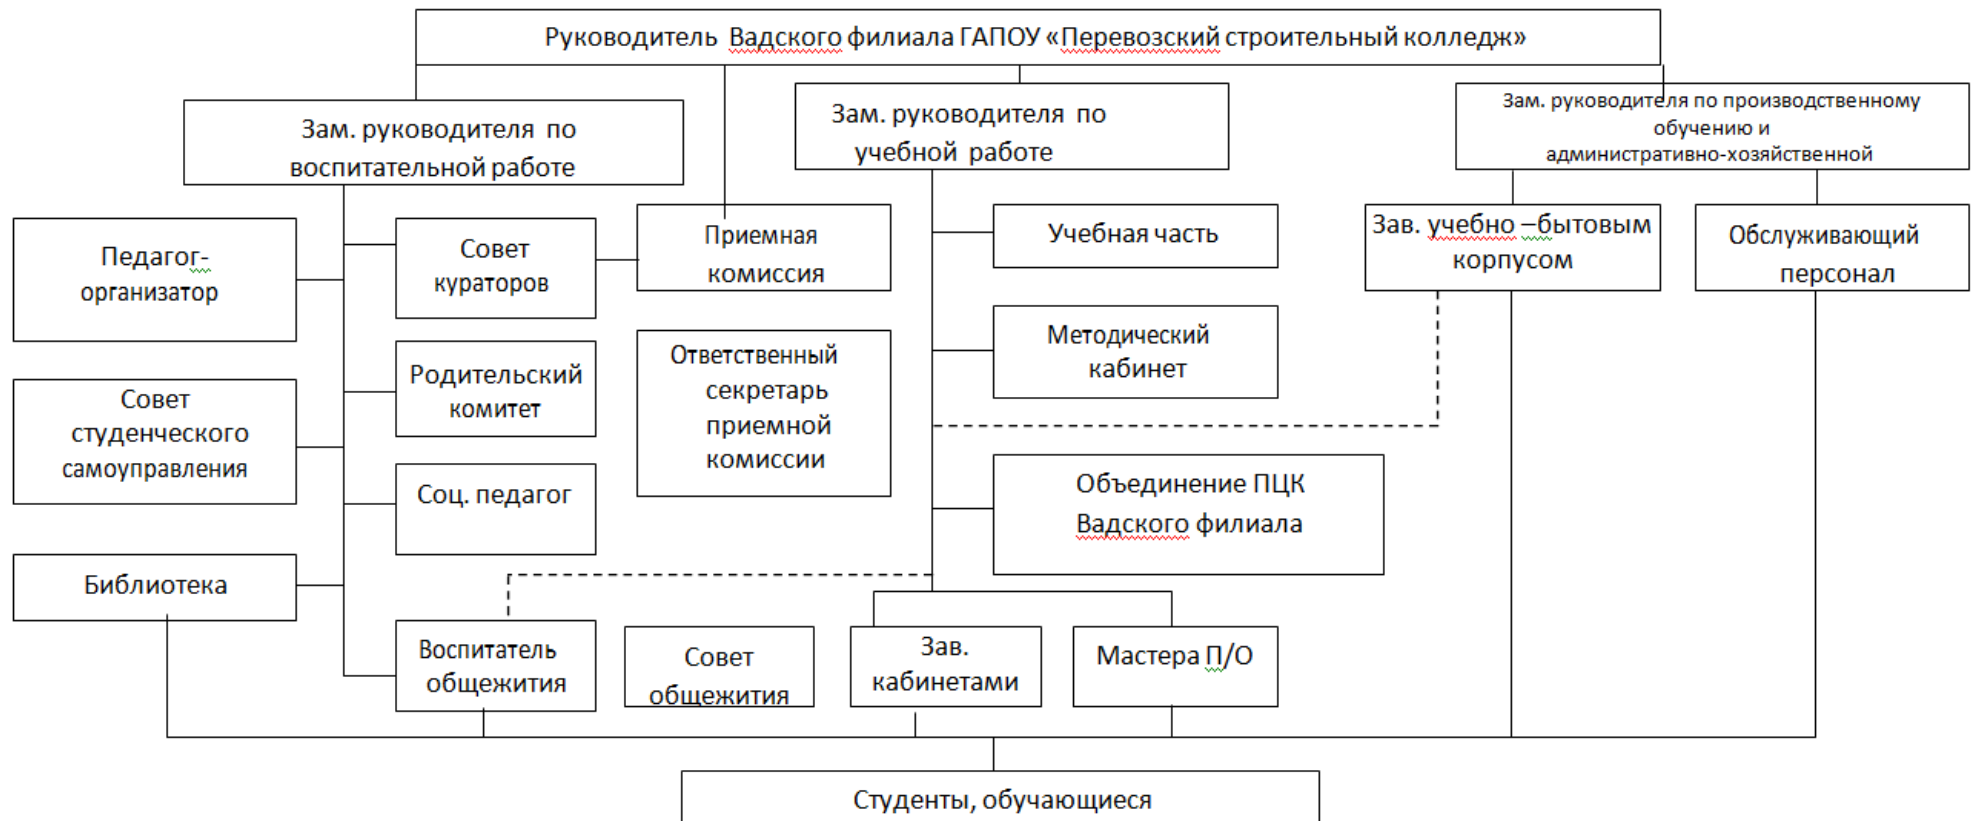 Руководитель Вадского филиала ГАПОУ «Перевозский строительный колледж»
Зам. руководителя по
воспитательной работе
Зам. руководителя по
учебной работе
Зам. руководителя по производственному
обучению и
административно-хозяйственной
Педагог-
организатор
Совет
кураторов
Приемная
комиссия
Учебная часть
Зав. учебно –бытовым
корпусом
Обслуживающий
персонал
Совет
студенческого
самоуправления
Родительский
комитет
Ответственный
секретарь
приемной
комиссии
Методический
кабинет
Соц. педагог
Объединение ПЦК
Вадского филиала
Библиотека
Воспитатель
общежития
Совет
общежития
Зав.
кабинетами
Мастера П/О
Студенты, обучающиеся